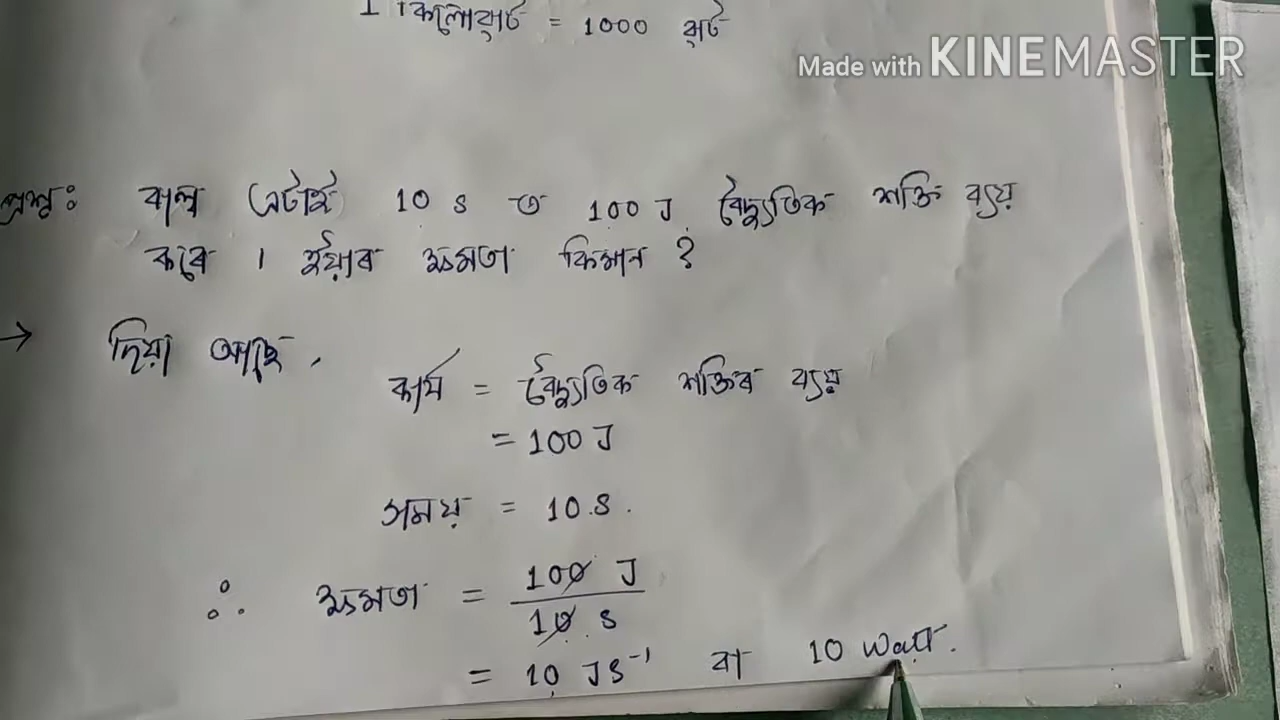 1 কিলোৱাট = 1000 ৱাট
Made with KINEMASTER
প্ৰশ্ন: বাল্ব এটাই 10 s ত 100 J বৈদ্যুতিক শক্তি ব্যয়
কৰে । ইয়াৰ ক্ষমতা কিমান ?
→ দিয়া আছে,
কাৰ্য = বৈদ্যুতিক শক্তিৰ ব্যয়
= 100 J
সময় = 10 s.
∴ ক্ষমতা = 100 J / 10 s
= 10 Js⁻¹ বা 10 Watt.